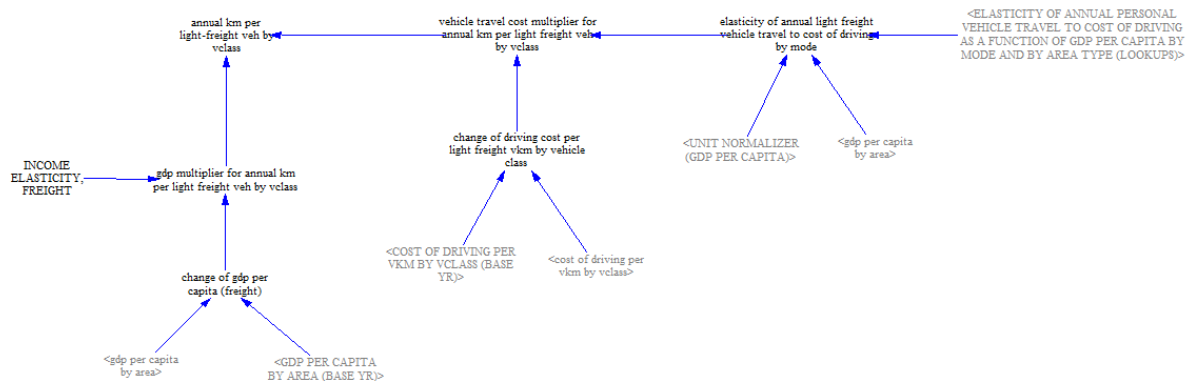 annual km per
light-freight veh by
vclass
vehicle travel cost multiplier for
annual km per light freight veh
by vclass
elasticity of annual light freight
vehicle travel to cost of driving
by mode
<ELASTICITY OF ANNUAL PERSONAL
VEHICLE TRAVEL TO COST OF DRIVING
AS A FUNCTION OF GDP PER CAPITA BY
MODE AND BY AREA TYPE (LOOKUPS)>
change of driving cost per
light freight vkm by vehicle
class
<UNIT NORMALIZER
(GDP PER CAPITA)>
<gdp per capita
by area>
INCOME
ELASTICITY,
FREIGHT
gdp multiplier for annual km
per light freight veh by vclass
<COST OF DRIVING PER
VKM BY VCLASS (BASE
YR)>
<cost of driving per
vkm by vclass>
change of gdp per
capita (freight)
<gdp per capita
by area>
<GDP PER CAPITA
BY AREA (BASE YR)>